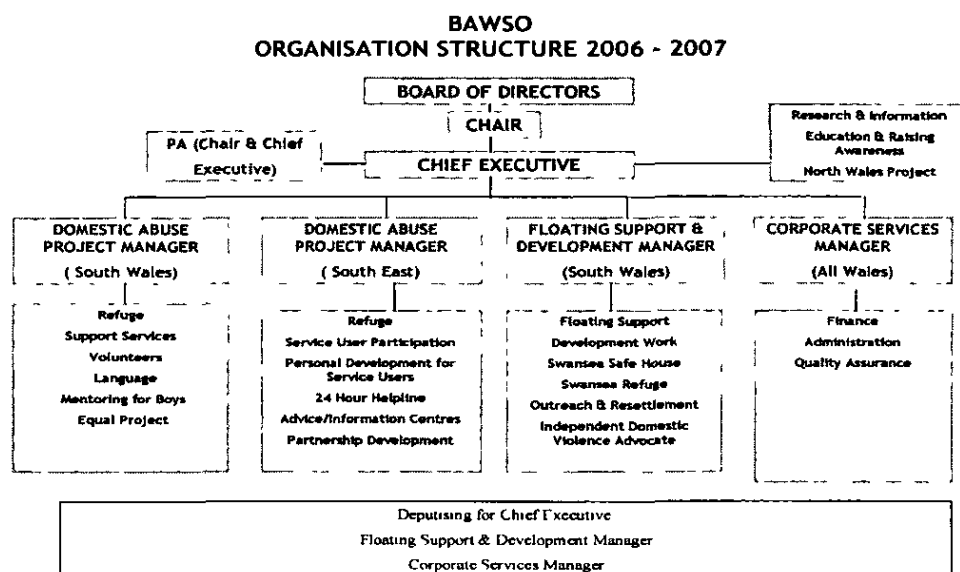 BAWSO
ORGANISATION STRUCTURE 2006 - 2007
BOARD OF DIRECTORS
CHAIR
PA (Chair & Chief
Executive)
CHIEF EXECUTIVE
Research & Information
Education & Raising
Awareness
North Wales Project
DOMESTIC ABUSE
PROJECT MANAGER
( South Wales)
DOMESTIC ABUSE
PROJECT MANAGER
( South East)
FLOATING SUPPORT &
DEVELOPMENT MANAGER
(South Wales)
CORPORATE SERVICES
MANAGER
(All Wales)
Refuge
Support Services
Volunteers
Language
Mentoring for Boys
Equal Project
Refuge
Service User Participation
Personal Development for
Service Users
24 Hour Helpline
Advice/Information Centres
Partnership Development
Floating Support
Development Work
Swansea Safe House
Swansea Refuge
Outreach & Resettlement
Independent Domestic
Violence Advocate
Finance
Administration
Quality Assurance
Deputising for Chief Executive
Floating Support & Development Manager
Corporate Services Manager